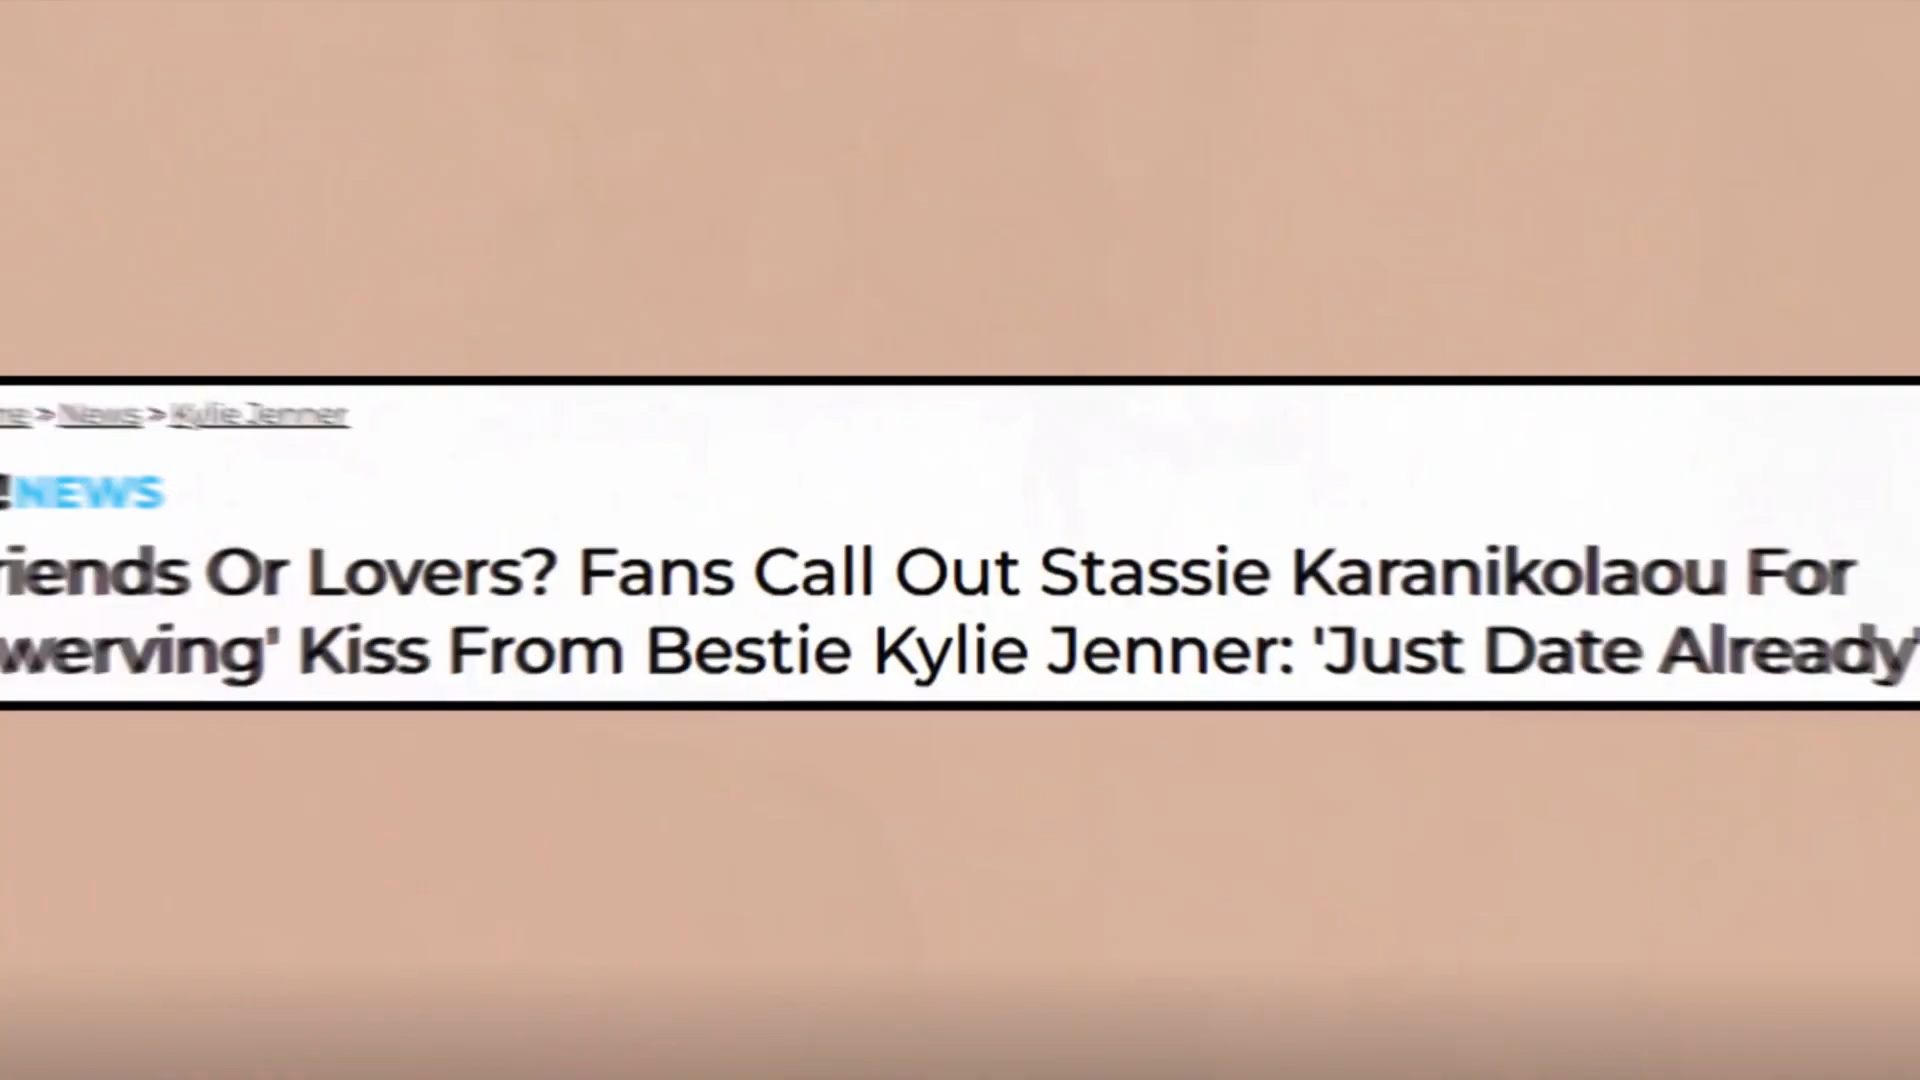 me > News > Kylie Jenner
!NEWS
riends Or Lovers? Fans Call Out Stassie Karanikolaou For
werving' Kiss From Bestie Kylie Jenner: 'Just Date Already'